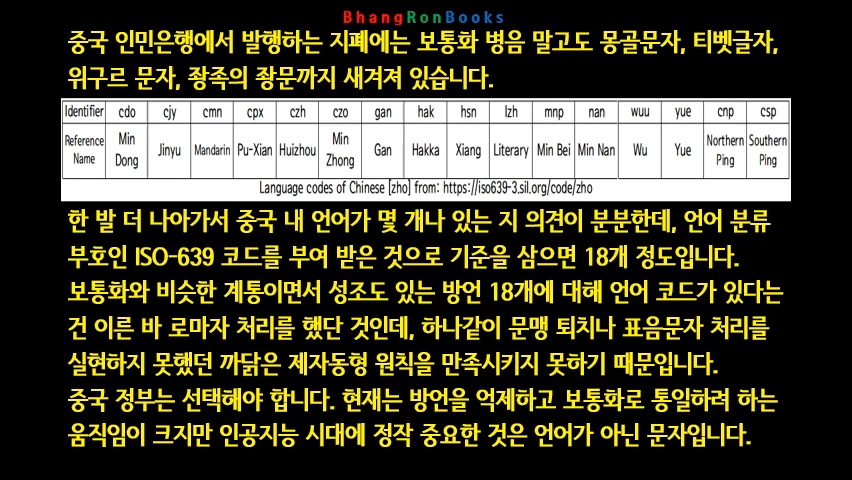 BhangRonBooks
중국 인민은행에서 발행하는 지폐에는 보통화 병음 말고도 몽골문자, 티벳글자,
위구르 문자, 좡족의 좡문까지 새겨져 있습니다.
Identifier cdo cjy cmn cpx czh czo gan hak hsn lzh mnp nan wuu yue cnp csp
Reference Name Min Dong Jinyu Mandarin Pu-Xian Huizhou Min Zhong Gan Hakka Xiang Literary Min Bei Min Nan Wu Yue Northern Ping Southern Ping
Language codes of Chinese [zho] from: https://iso639-3.sil.org/code/zho
한 발 더 나아가서 중국 내 언어가 몇 개나 있는 지 의견이 분분한데, 언어 분류
부호인 ISO-639 코드를 부여 받은 것으로 기준을 삼으면 18개 정도입니다.
보통화와 비슷한 계통이면서 성조도 있는 방언 18개에 대해 언어 코드가 있다는
건 이른 바 로마자 처리를 했단 것인데, 하나같이 문맹 퇴치나 표음문자 처리를
실현하지 못했던 까닭은 제자동형 원칙을 만족시키지 못하기 때문입니다.
중국 정부는 선택해야 합니다. 현재는 방언을 억제하고 보통화로 통일하려 하는
움직임이 크지만 인공지능 시대에 정작 중요한 것은 언어가 아닌 문자입니다.